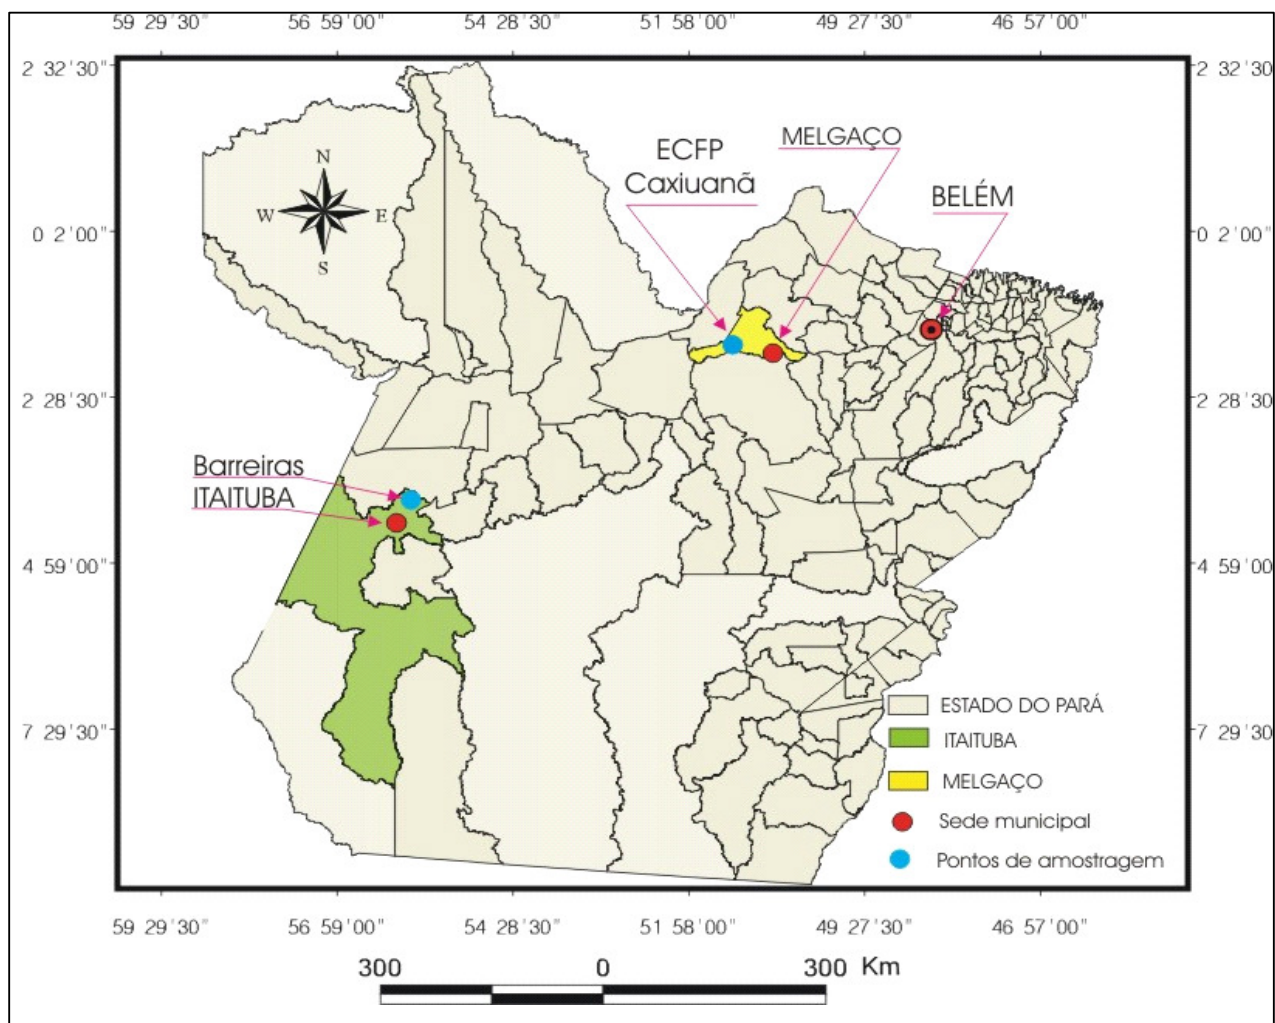 59 29 '30" 56 59 '00" 54 28 '30" 51 58 '00" 49 27 '30" 46 57 '00"
2 32 '30" 2 32 '30
ECFP
Caxiuanã
MELGAÇO
BELÉM
N
W E
S
0 2 '00" 0 2 '00"
2 28 '30" 2 28 '30
Barreiras
ITAITUBA
4 59 '00" 4 59 '00
7 29 '30" 7 29 '30
ESTADO DO PARÁ
ITAITUBA
MELGAÇO
Sede municipal
Pontos de amostragem
59 29 '30" 56 59 '00" 54 28 '30" 51 58 '00" 49 27 '30" 46 57 '00"
300 0 300 Km